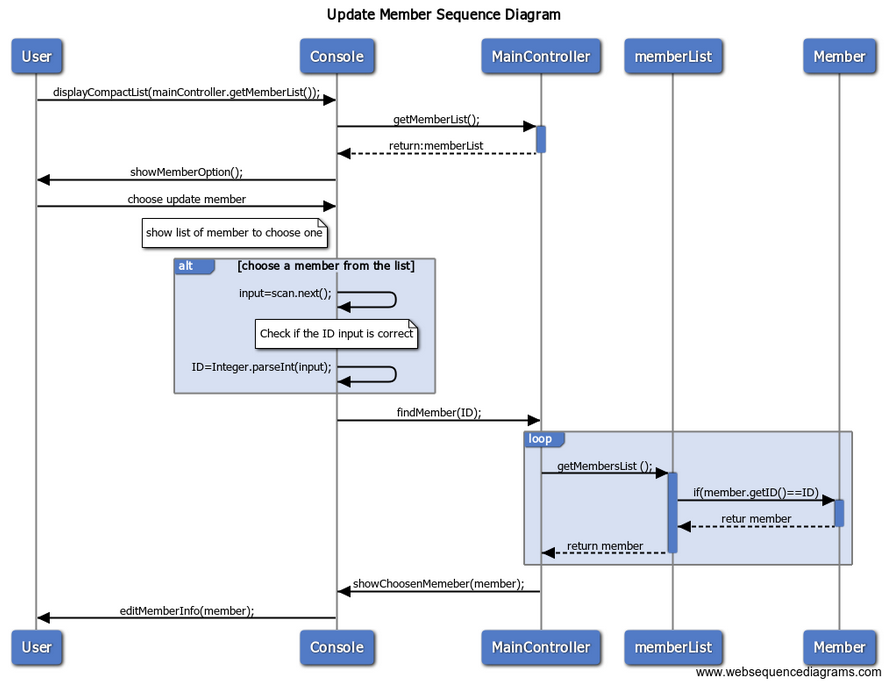 Update Member Sequence Diagram
User Console MainController memberList Member
displayCompactList(mainController.getMemberList());
getMemberList();
return:memberList
showMemberOption();
choose update member
show list of member to choose one
alt [choose a member from the list]
input=scan.next();
Check if the ID input is correct
ID=Integer.parseInt(input);
findMember(ID);
loop
getMembersList ();
if(member.getID()==ID)
retur member
return member
showChoosenMemeber(member);
editMemberInfo(member);
User Console MainController memberList Member
www.websequencediagrams.com